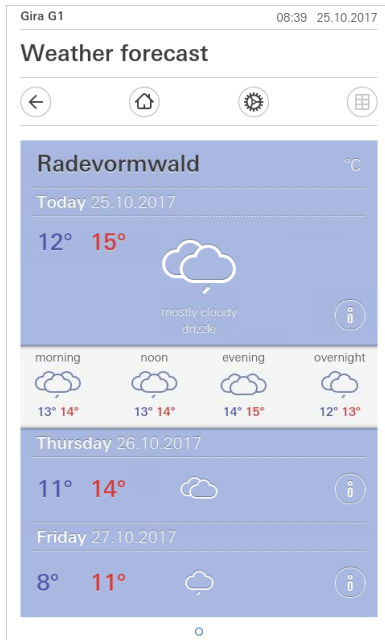 Gira G1 08:39 25.10.2017
Weather forecast
Radevormwald °C
Today 25.10.2017
12° 15°
mostly cloudy
drizzle
morning noon evening overnight
13° 14° 13° 14° 14° 15° 12° 13°
Thursday 26.10.2017
11° 14°
Friday 27.10.2017
8° 11°